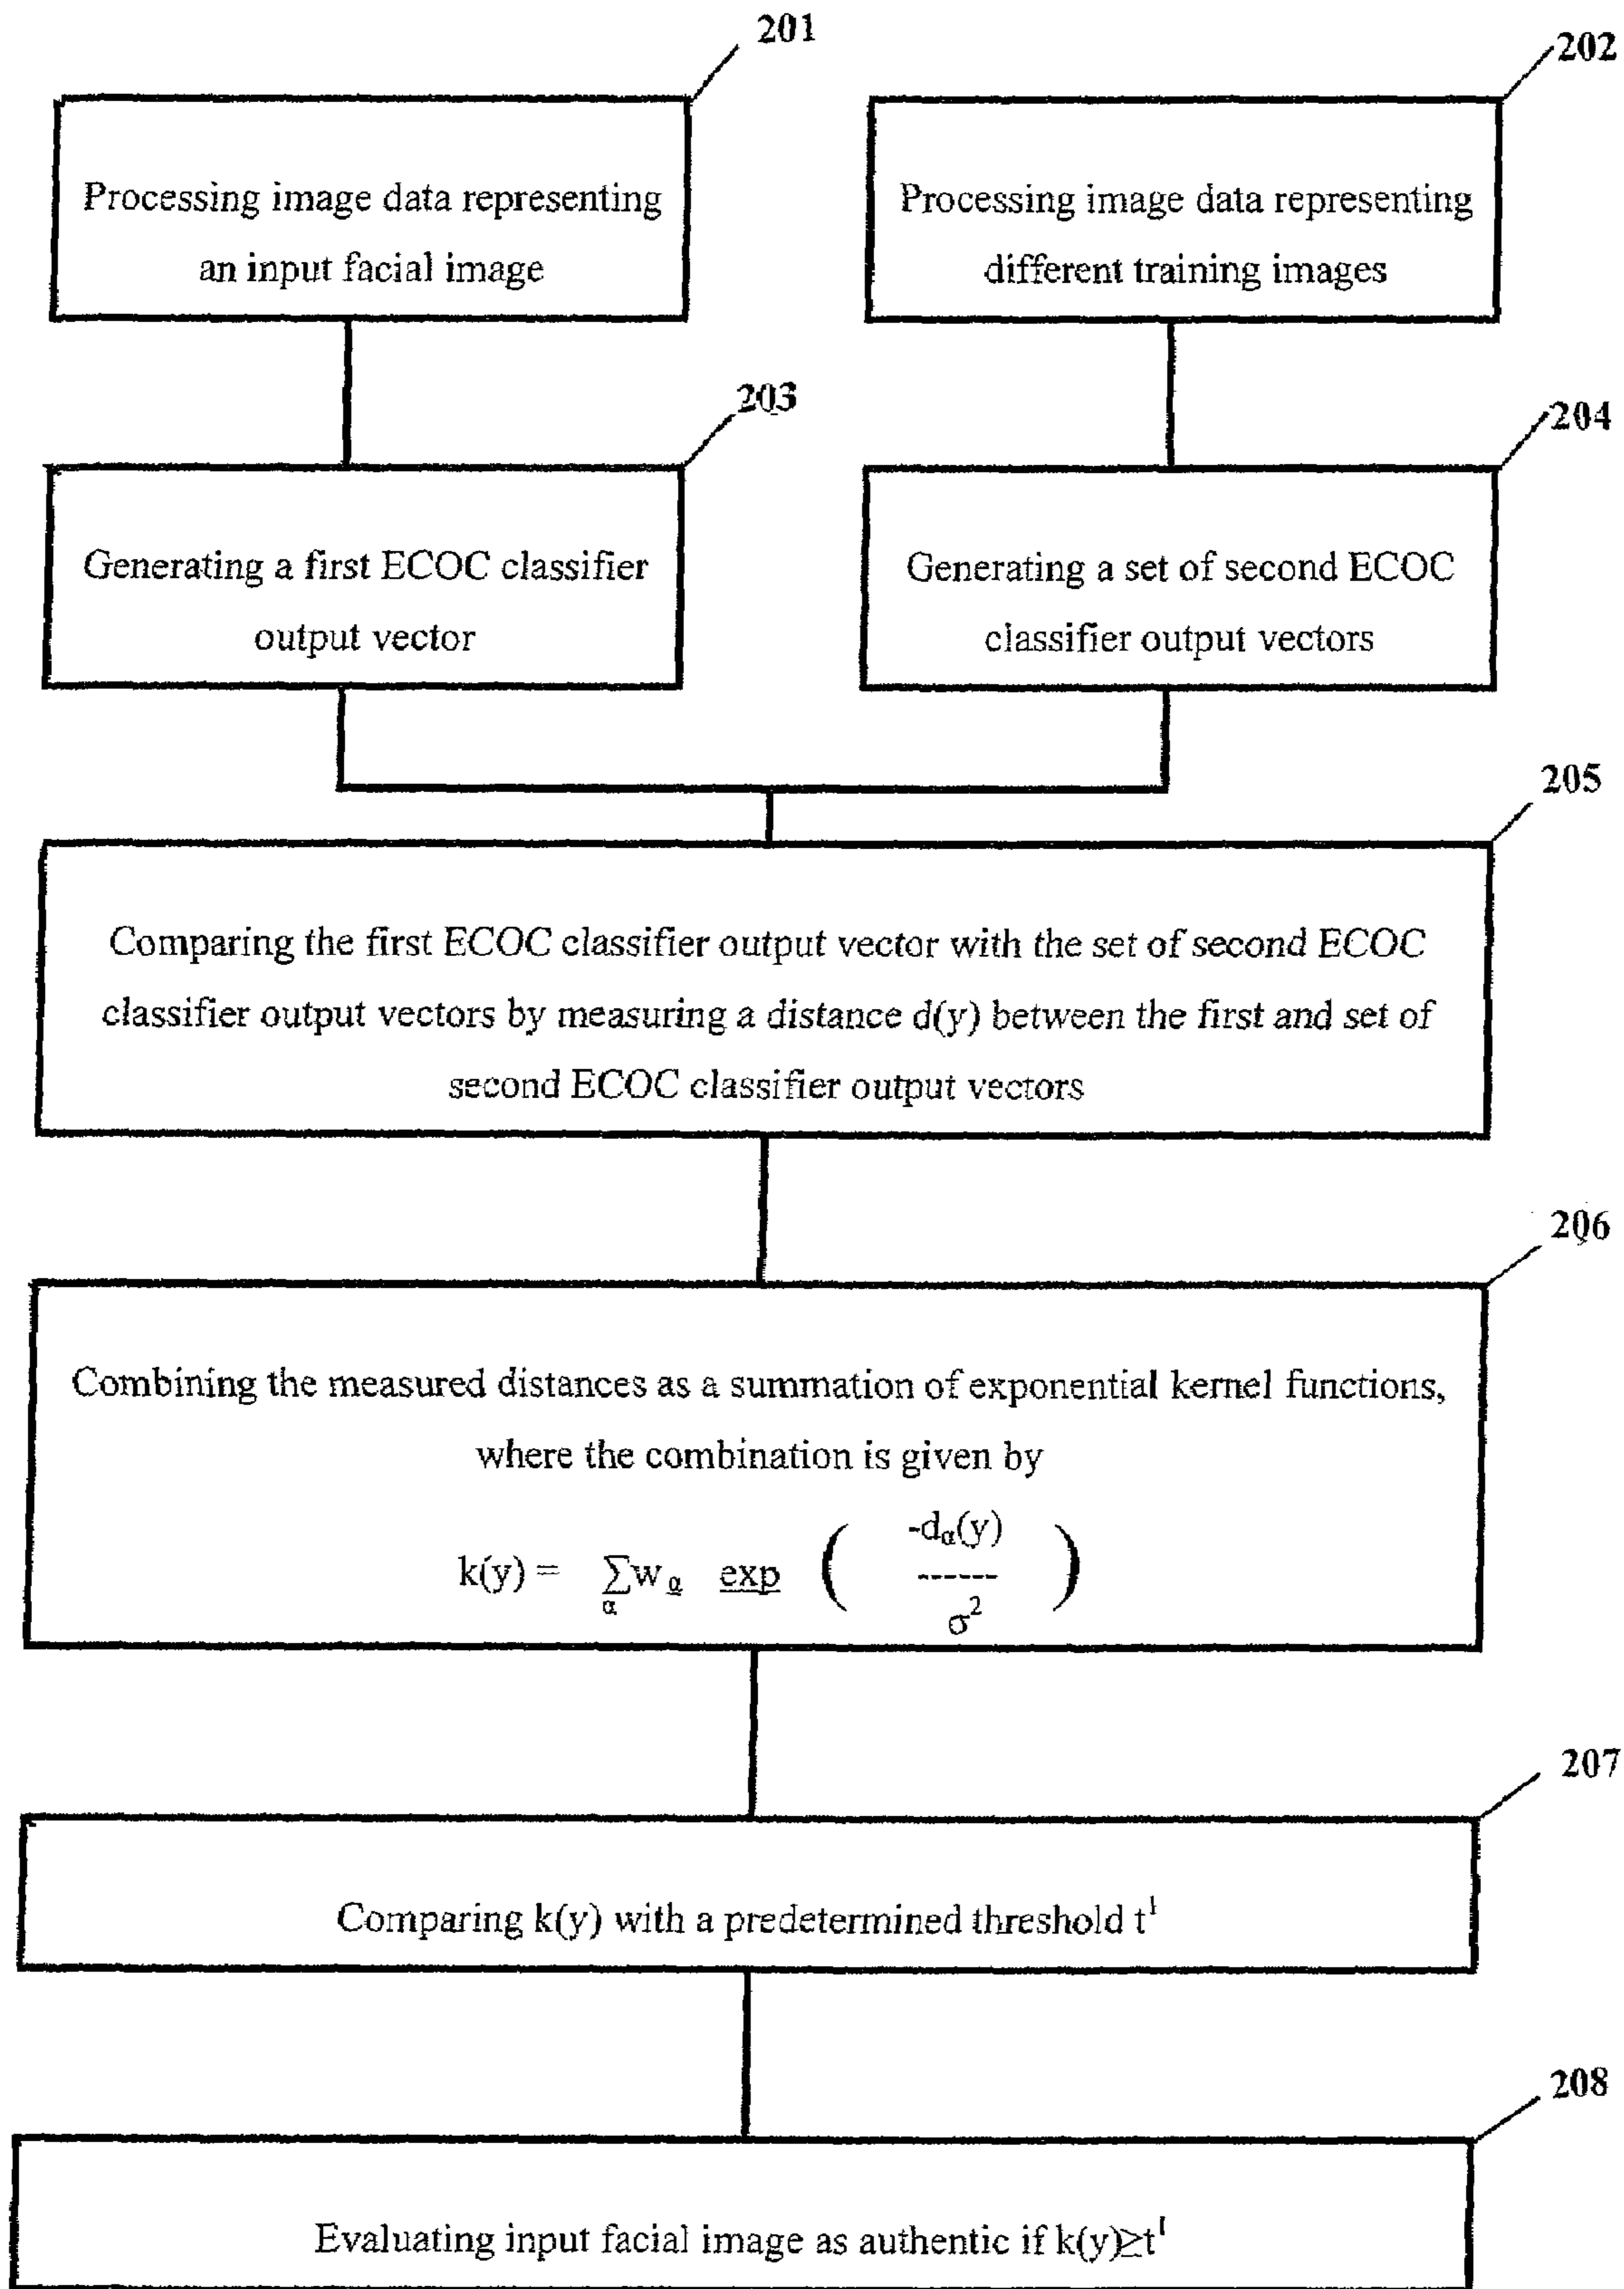 201
202
Processing image data representing
an input facial image
Processing image data representing
different training images
203
204
Generating a first ECOC classifier
output vector
Generating a set of second ECOC
classifier output vectors
205
Comparing the first ECOC classifier output vector with the set of second ECOC
classifier output vectors by measuring a distance d(y) between the first and set of
second ECOC classifier output vectors
206
Combining the measured distances as a summation of exponential kernel functions,
where the combination is given by
k(y) = ∑α wα exp ( -dα(y) / σ² )
207
Comparing k(y) with a predetermined threshold t¹
208
Evaluating input facial image as authentic if k(y)≥t¹